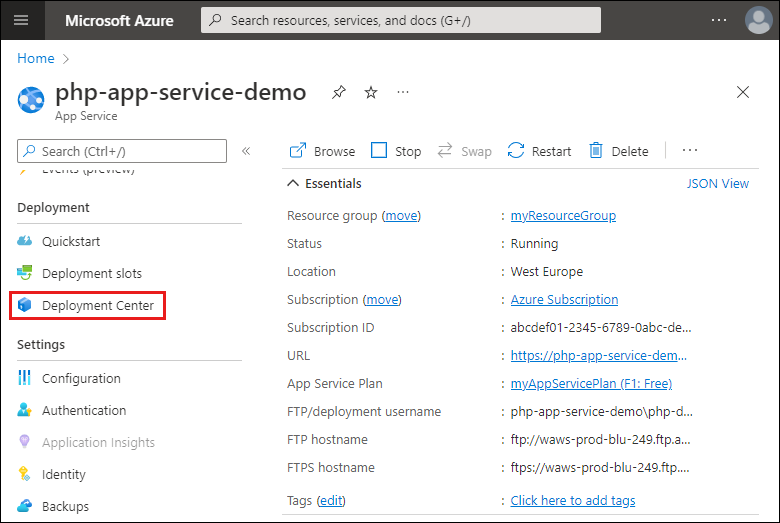 Microsoft Azure
Search resources, services, and docs (G+/)
...
Home >
php-app-service-demo
...
App Service
Search (Ctrl+/)
«
Browse
Stop
Swap
Restart
Delete
...
Events (preview)
Deployment
Quickstart
Deployment slots
Deployment Center
Settings
Configuration
Authentication
Application Insights
Identity
Backups
Essentials
JSON View
Resource group (move) : myResourceGroup
Status : Running
Location : West Europe
Subscription (move) : Azure Subscription
Subscription ID : abcdef01-2345-6789-0abc-de...
URL : https://php-app-service-dem...
App Service Plan : myAppServicePlan (F1: Free)
FTP/deployment username : php-app-service-demo\php-d...
FTP hostname : ftp://waws-prod-blu-249.ftp.a...
FTPS hostname : ftps://waws-prod-blu-249.ftp....
Tags (edit) : Click here to add tags